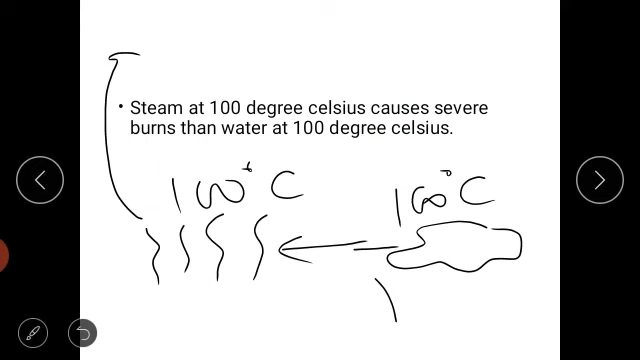 • Steam at 100 degree celsius causes severe
burns than water at 100 degree celsius.
100°C
100°C